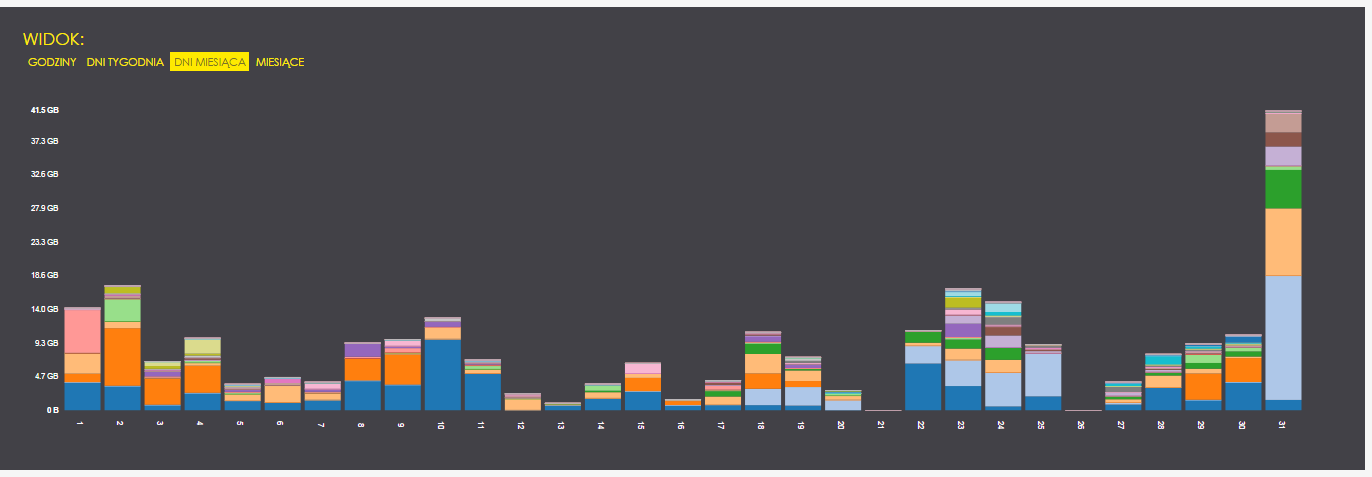 WIDOK:
GODZINY DNI TYGODNIA DNI MIESIĄCA MIESIĄCE
41.5 GB
37.3 GB
32.6 GB
27.9 GB
23.3 GB
18.6 GB
14.0 GB
9.3 GB
4.7 GB
0 B
1 2 3 4 5 6 7 8 9 10 11 12 13 14 15 16 17 18 19 20 21 22 23 24 25 26 27 28 29 30 31